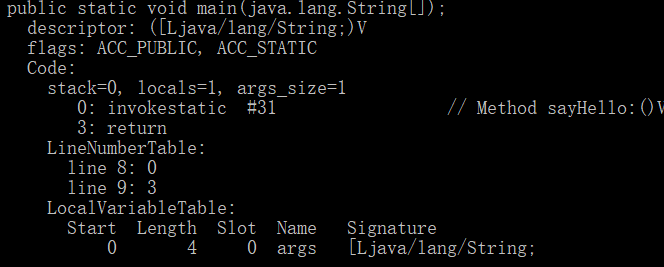 public static void main(java.lang.String[]);
descriptor: ([Ljava/lang/String;)V
flags: ACC_PUBLIC, ACC_STATIC
Code:
stack=0, locals=1, args_size=1
0: invokestatic  #31                 // Method sayHello:()V
3: return
LineNumberTable:
line 8: 0
line 9: 3
LocalVariableTable:
Start  Length  Slot  Name   Signature
0       4     0  args   [Ljava/lang/String;